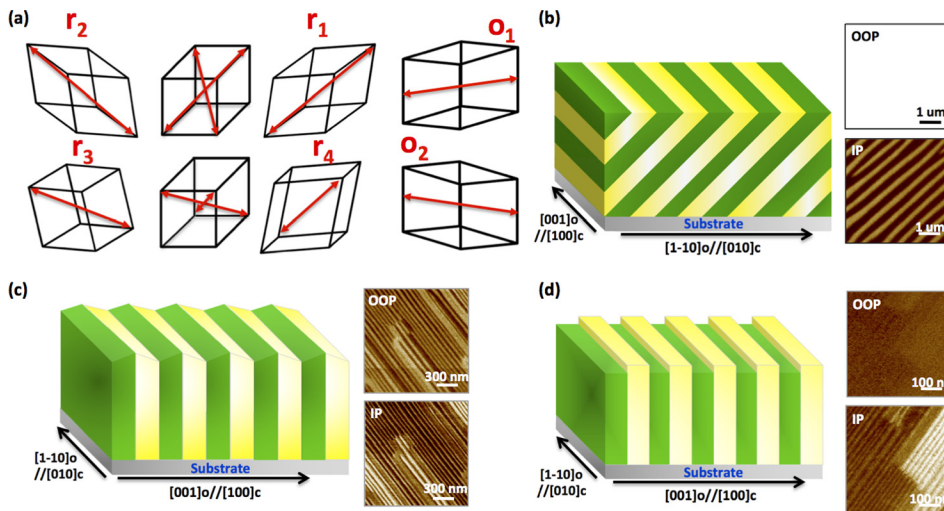 (a)
r2
r1
O1
r3
r4
O2
(b)
OOP
1 um
IP
1 um
Substrate
[001]o
//[100]c
[1-10]o//[010]c
(c)
OOP
300 nm
IP
300 nm
Substrate
[1-10]o
//[010]c
[001]o//[100]c
(d)
OOP
100 nm
IP
100 nm
Substrate
[1-10]o
//[010]c
[001]o//[100]c